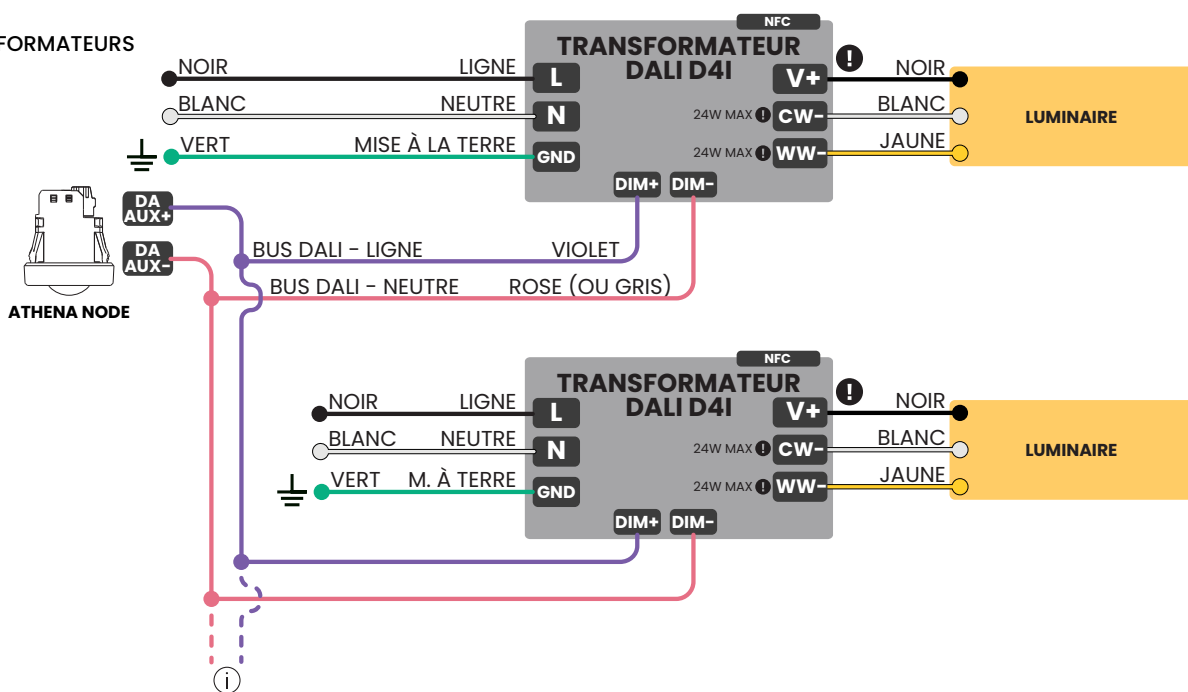 FORMATEURS
NFC
TRANSFORMATEUR
DALI D4I
NOIR LIGNE L
V+ ! NOIR
BLANC NEUTRE N
24W MAX ! CW- BLANC
LUMINAIRE
VERT MISE À LA TERRE GND
24W MAX ! WW- JAUNE
DIM+ DIM-
DA
AUX+
DA
AUX-
ATHENA NODE
BUS DALI - LIGNE VIOLET
BUS DALI - NEUTRE ROSE (OU GRIS)
NFC
TRANSFORMATEUR
DALI D4I
NOIR LIGNE L
V+ ! NOIR
BLANC NEUTRE N
24W MAX ! CW- BLANC
LUMINAIRE
VERT M. À TERRE GND
24W MAX ! WW- JAUNE
DIM+ DIM-
i